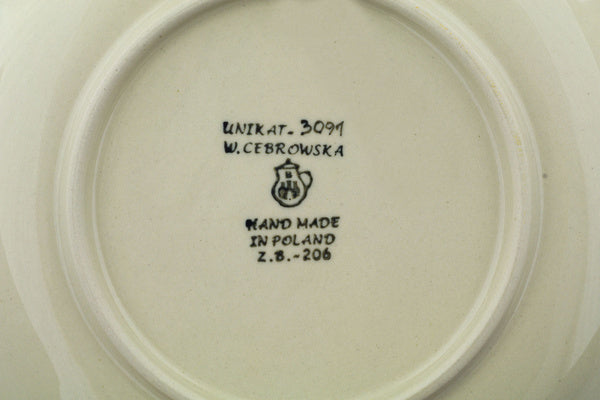 UNIKAT - 3091
W. CEBROWSKA
B
HAND MADE
IN POLAND
Z.B.-206